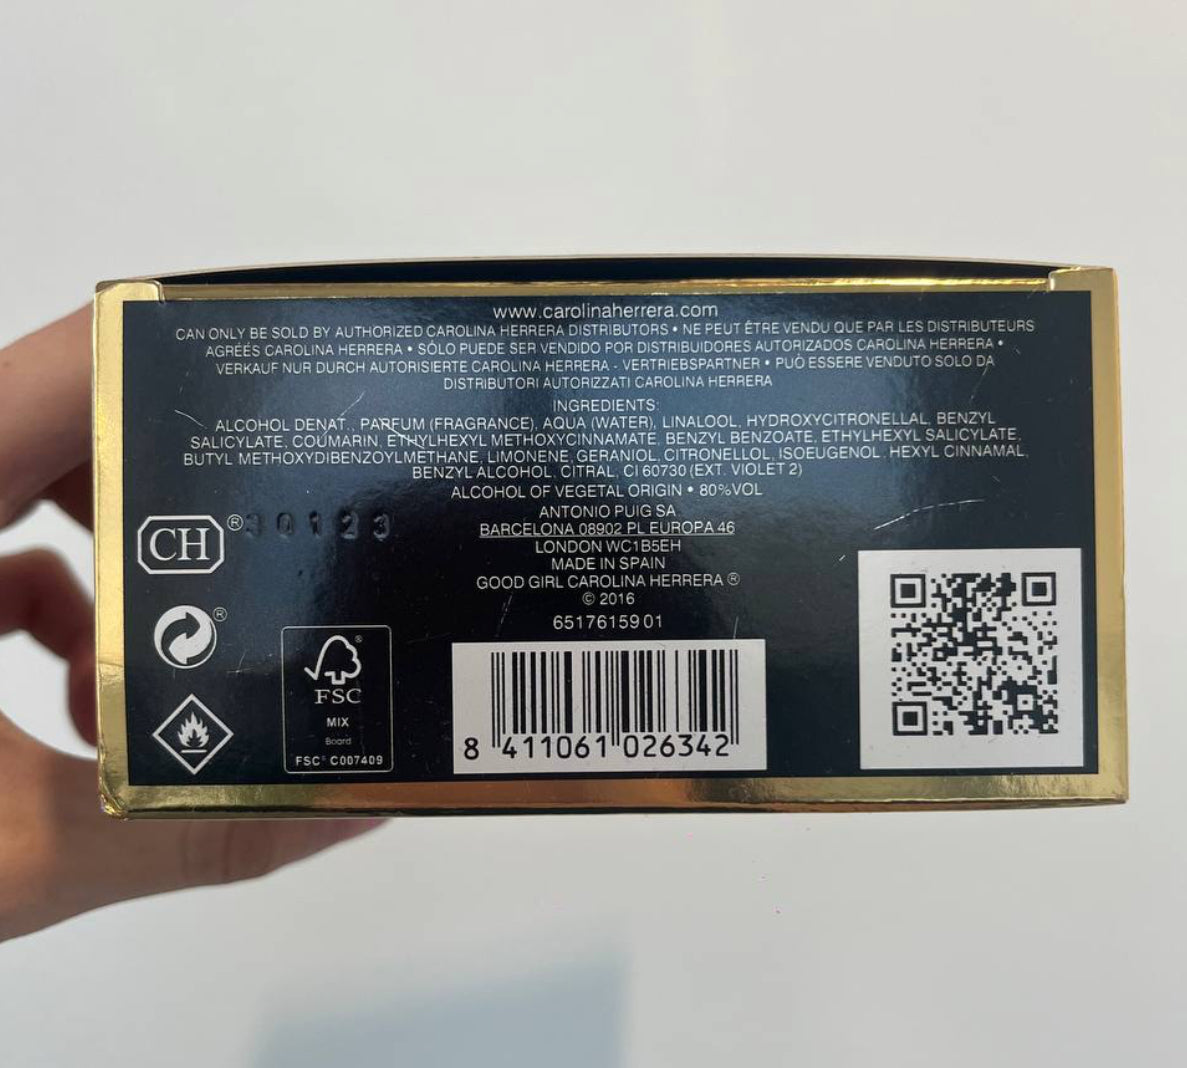 www.carolinaherrera.com
CAN ONLY BE SOLD BY AUTHORIZED CAROLINA HERRERA DISTRIBUTORS • NE PEUT ÊTRE VENDU QUE PAR LES DISTRIBUTEURS
AGRÉÉS CAROLINA HERRERA • SÓLO PUEDE SER VENDIDO POR DISTRIBUIDORES AUTORIZADOS CAROLINA HERRERA •
VERKAUF NUR DURCH AUTORISIERTE CAROLINA HERRERA - VERTRIEBSPARTNER • PUÒ ESSERE VENDUTO SOLO DA
DISTRIBUTORI AUTORIZZATI CAROLINA HERRERA
INGREDIENTS:
ALCOHOL DENAT., PARFUM (FRAGRANCE), AQUA (WATER), LINALOOL, HYDROXYCITRONELLAL, BENZYL
SALICYLATE, COUMARIN, ETHYLHEXYL METHOXYCINNAMATE, BENZYL BENZOATE, ETHYLHEXYL SALICYLATE,
BUTYL METHOXYDIBENZOYLMETHANE, LIMONENE, GERANIOL, CITRONELLOL, ISOEUGENOL, HEXYL CINNAMAL,
BENZYL ALCOHOL, CITRAL, CI 60730 (EXT. VIOLET 2)
ALCOHOL OF VEGETAL ORIGIN • 80%VOL
ANTONIO PUIG SA
BARCELONA 08902 PL EUROPA 46
LONDON WC1B5EH
MADE IN SPAIN
GOOD GIRL CAROLINA HERRERA ®
© 2016
6517615901
CH ®
30123
®
FSC ®
MIX
Board
FSC® C007409
8 411061 026342